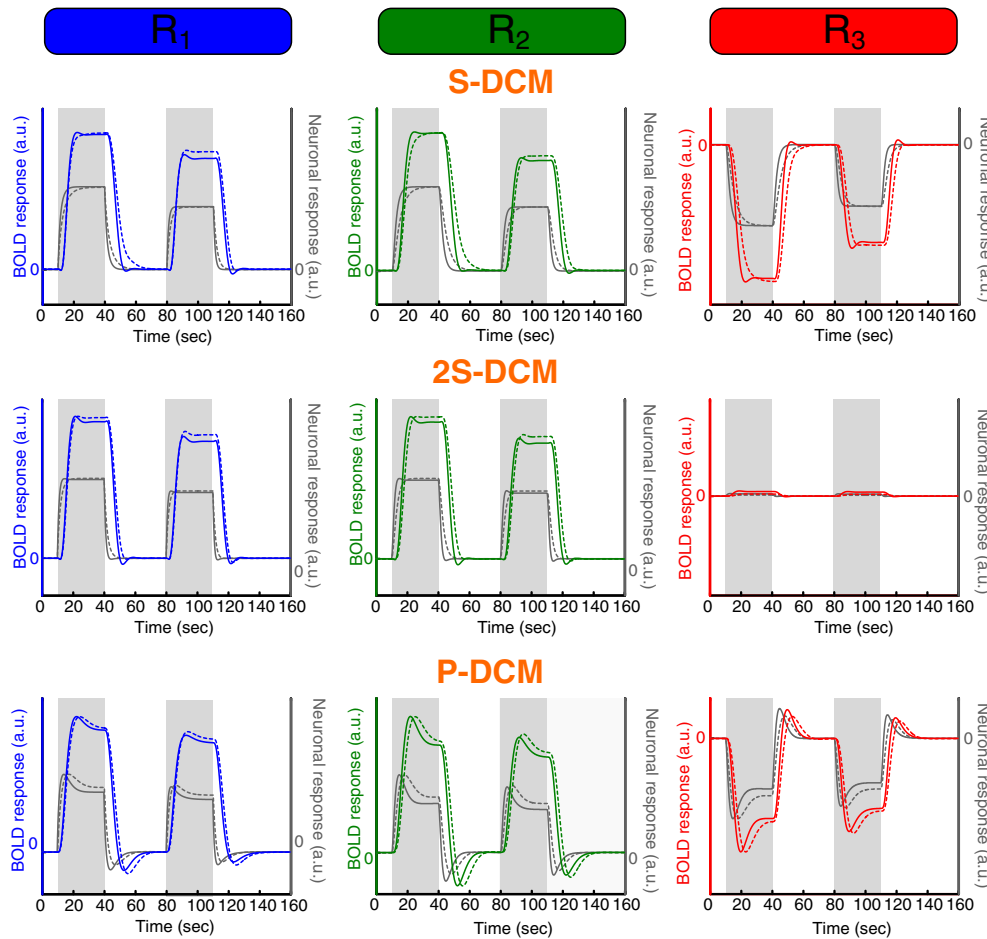 R1 R2 R3
S-DCM
BOLD response (a.u.)
0
Neuronal response (a.u.)
0
0 20 40 60 80 100 120 140 160
Time (sec)
BOLD response (a.u.)
0
Neuronal response (a.u.)
0
0 20 40 60 80 100 120 140 160
Time (sec)
BOLD response (a.u.)
0
Neuronal response (a.u.)
0
0 20 40 60 80 100 120 140 160
Time (sec)
2S-DCM
BOLD response (a.u.)
0
Neuronal response (a.u.)
0
0 20 40 60 80 100 120 140 160
Time (sec)
BOLD response (a.u.)
0
Neuronal response (a.u.)
0
0 20 40 60 80 100 120 140 160
Time (sec)
BOLD response (a.u.)
0
Neuronal response (a.u.)
0
0 20 40 60 80 100 120 140 160
Time (sec)
P-DCM
BOLD response (a.u.)
0
Neuronal response (a.u.)
0
0 20 40 60 80 100 120 140 160
Time (sec)
BOLD response (a.u.)
0
Neuronal response (a.u.)
0
0 20 40 60 80 100 120 140 160
Time (sec)
BOLD response (a.u.)
0
Neuronal response (a.u.)
0
0 20 40 60 80 100 120 140 160
Time (sec)